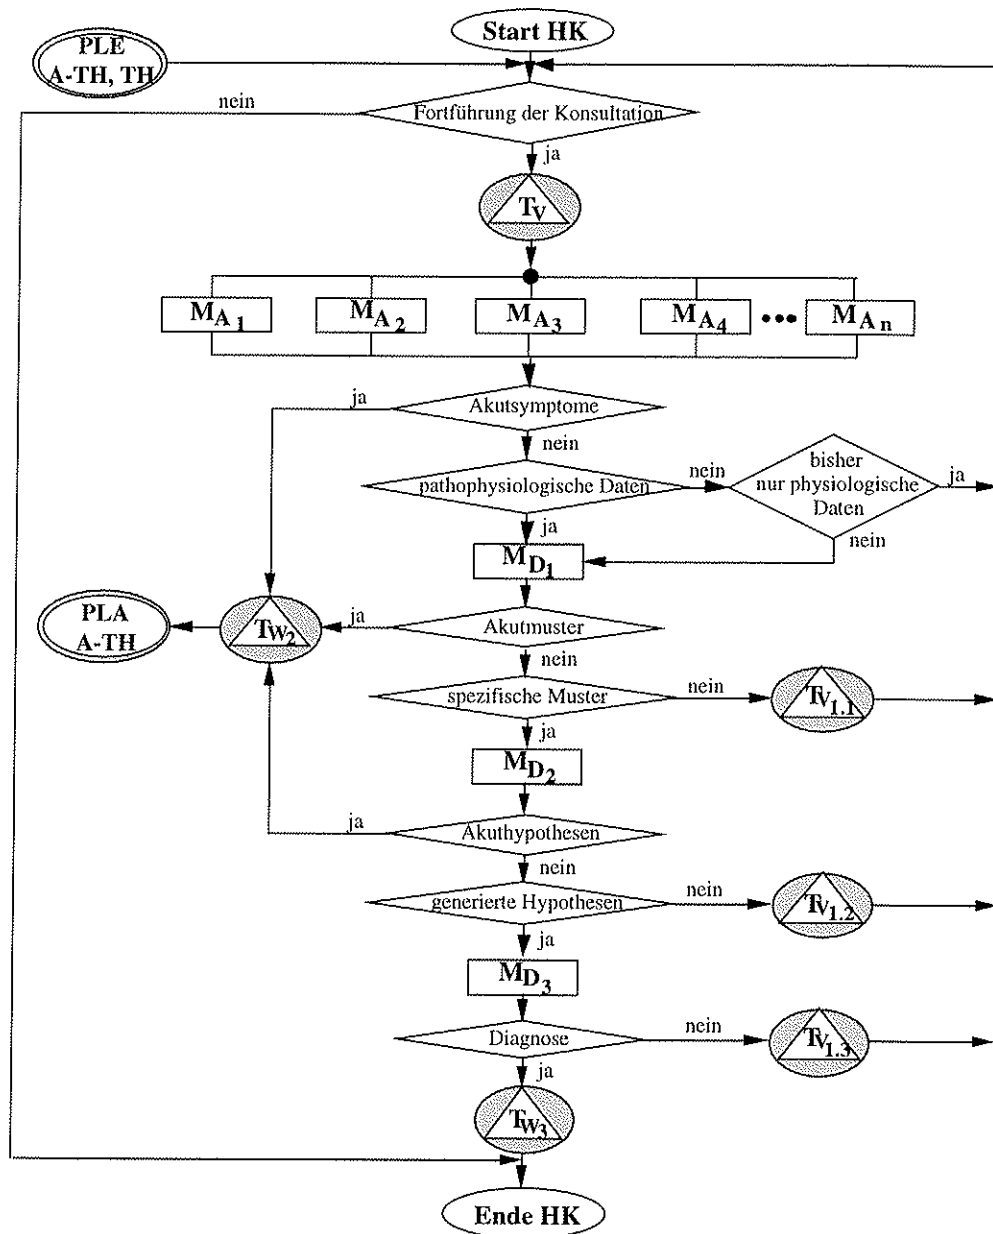 Start HK
PLE
A-TH, TH
nein
Fortführung der Konsultation
ja
TV
MA1 MA2 MA3 MA4 ••• MAn
ja
Akutsymptome
nein
pathophysiologische Daten
nein
bisher
nur physiologische
Daten
ja
ja
nein
MD1
PLA
A-TH
TW2
ja
Akutmuster
nein
spezifische Muster
nein
TV1.1
ja
MD2
ja
Akuthypothesen
nein
generierte Hypothesen
nein
TV1.2
ja
MD3
Diagnose
nein
TV1.3
ja
TW3
Ende HK